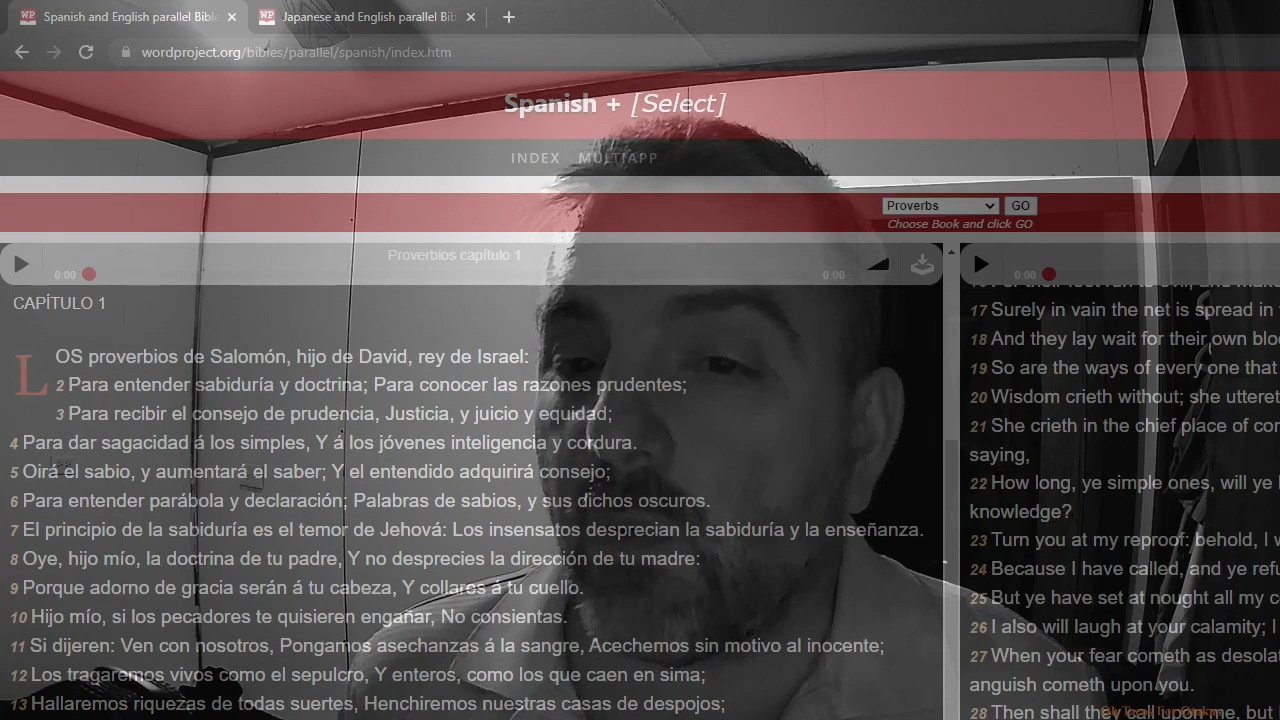 Spanish and English parallel Bible
Japanese and English parallel Bib
wordproject.org/bibles/parallel/spanish/index.htm
Spanish + [Select]
INDEX MULTIAPP
Proverbs GO
Choose Book and click GO
Proverbios capítulo 1
0:00 0:00
0:00
CAPÍTULO 1
LOS proverbios de Salomón, hijo de David, rey de Israel:
2 Para entender sabiduría y doctrina; Para conocer las razones prudentes;
3 Para recibir el consejo de prudencia, Justicia, y juicio y equidad;
4 Para dar sagacidad á los simples, Y á los jóvenes inteligencia y cordura.
5 Oirá el sabio, y aumentará el saber; Y el entendido adquirirá consejo;
6 Para entender parábola y declaración; Palabras de sabios, y sus dichos oscuros.
7 El principio de la sabiduría es el temor de Jehová: Los insensatos desprecian la sabiduría y la enseñanza.
8 Oye, hijo mío, la doctrina de tu padre, Y no desprecies la dirección de tu madre:
9 Porque adorno de gracia serán á tu cabeza, Y collares á tu cuello.
10 Hijo mío, si los pecadores te quisieren engañar, No consientas.
11 Si dijeren: Ven con nosotros, Pongamos asechanzas á la sangre, Acechemos sin motivo al inocente;
12 Los tragaremos vivos como el sepulcro, Y enteros, como los que caen en sima;
13 Hallaremos riquezas de todas suertes, Henchiremos nuestras casas de despojos;
17 Surely in vain the net is spread in
18 And they lay wait for their own bloo
19 So are the ways of every one that
20 Wisdom crieth without; she uttereth
21 She crieth in the chief place of con
saying,
22 How long, ye simple ones, will ye l
knowledge?
23 Turn you at my reproof: behold, I w
24 Because I have called, and ye refu
25 But ye have set at nought all my c
26 I also will laugh at your calamity; I
27 When your fear cometh as desolat
anguish cometh upon you.
28 Then shall they call upon me, but